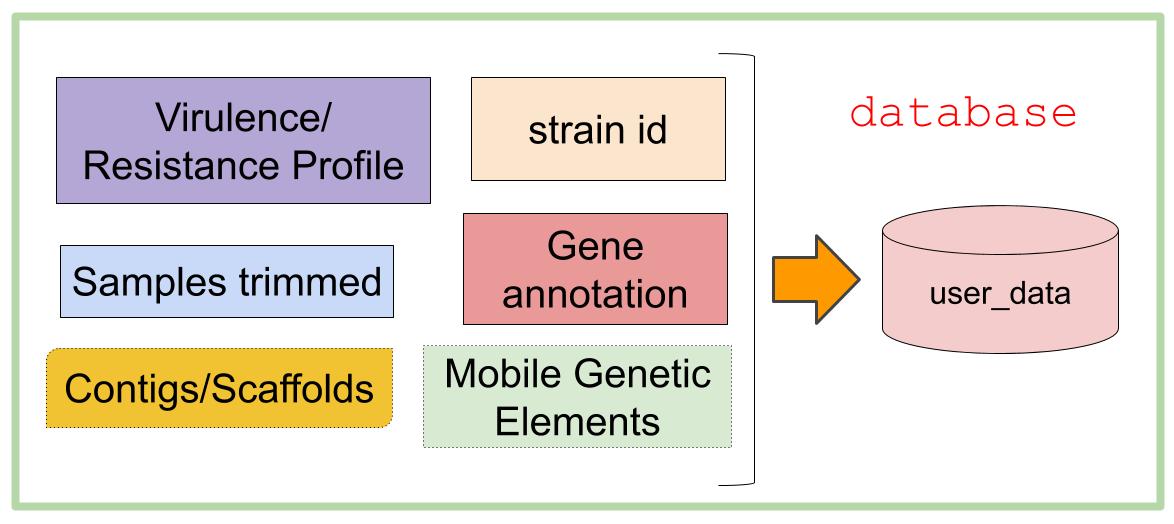 Virulence/
Resistance Profile
strain id
Samples trimmed
Gene
annotation
Contigs/Scaffolds
Mobile Genetic
Elements
database
user_data